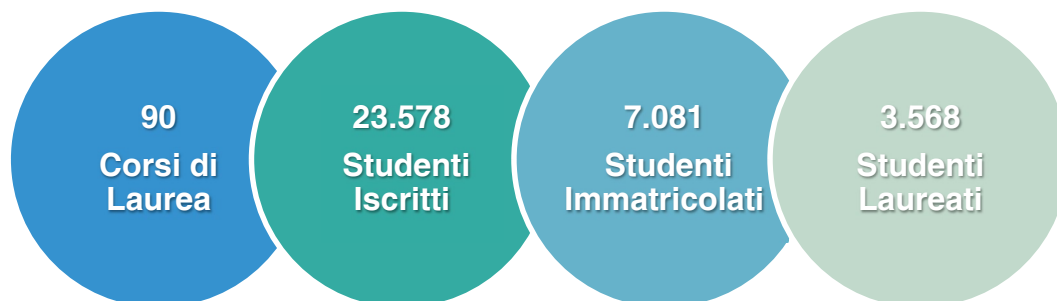 90
Corsi di
Laurea
23.578
Studenti
Iscritti
7.081
Studenti
Immatricolati
3.568
Studenti
Laureati